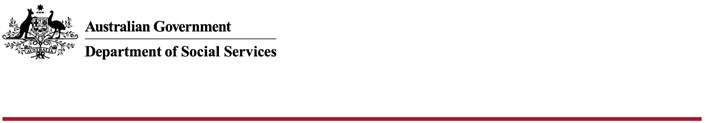 Australian Government
Department of Social Services